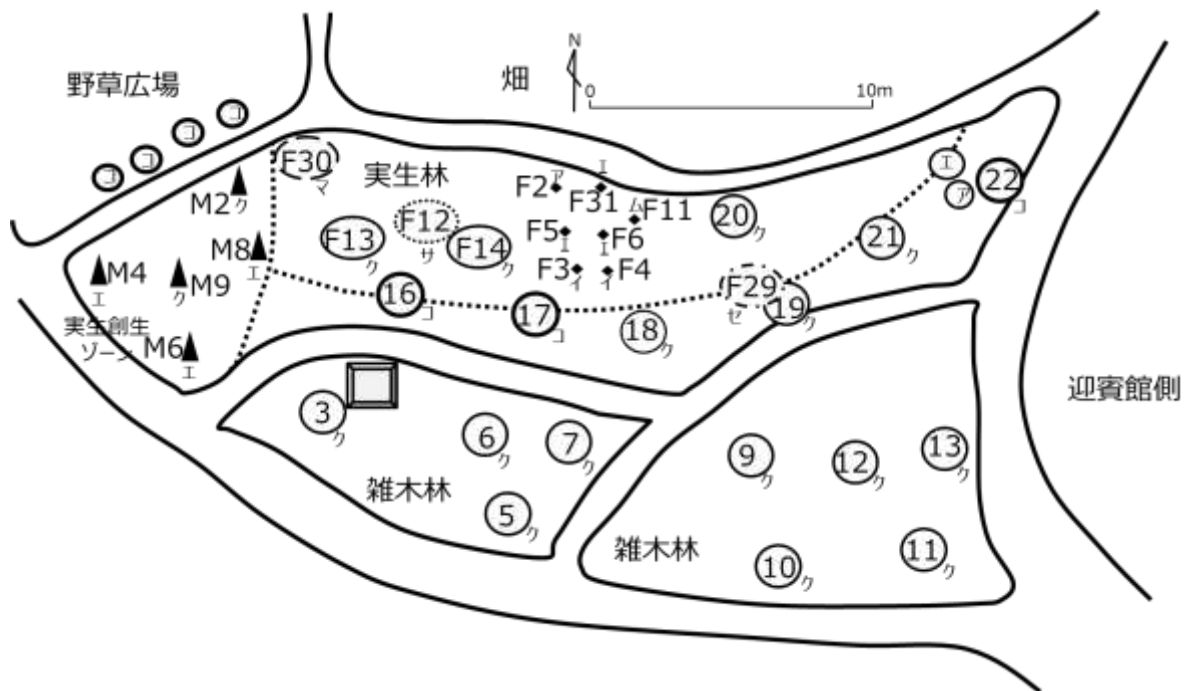 野草広場
畑
N
0
10m
コ
コ
コ
コ
F30
マ
実生林
M2
ク
F2
ア
エ
F31
ム
F11
20
ク
エ
ア
22
コ
F13
ク
F12
サ
F14
ク
F5
エ
F6
エ
21
ク
M8
エ
M4
エ
M9
ク
F3
イ
F4
イ
16
コ
17
コ
18
ク
F29
セ
19
ク
実生創生
ゾーン
M6
エ
3
ク
6
ク
7
ク
5
ク
雑木林
9
ク
12
ク
13
ク
10
ク
11
ク
雑木林
迎賓館側